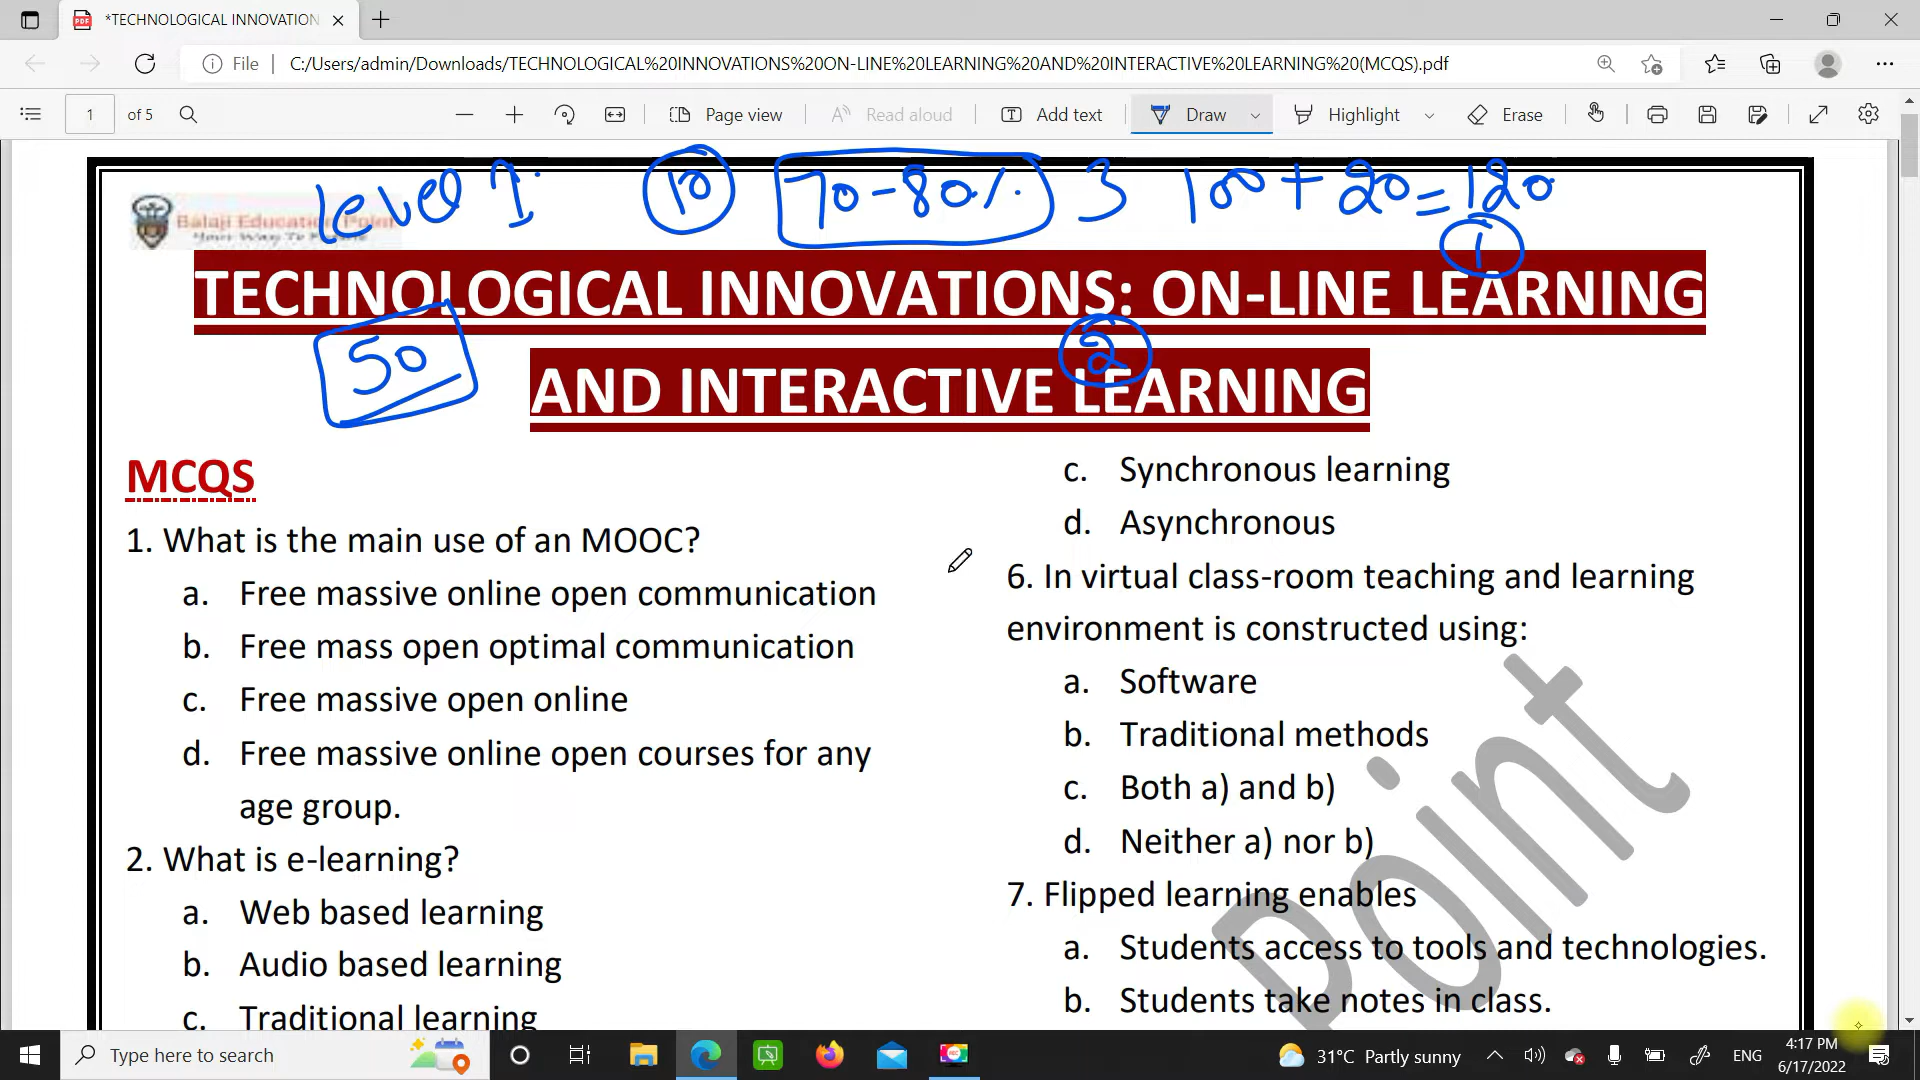 *TECHNOLOGICAL INNOVATION
File
C:/Users/admin/Downloads/TECHNOLOGICAL%20INNOVATIONS%20ON-LINE%20LEARNING%20AND%20INTERACTIVE%20LEARNING%20(MCQS).pdf
1 of 5
Page view
Read aloud
Add text
Draw
Highlight
Erase
Level I 10 70-80% 3 100+20=120
Balaji Education Point
Your Way To
1
TECHNOLOGICAL INNOVATIONS: ON-LINE LEARNING
50
2
AND INTERACTIVE LEARNING
MCQS
1. What is the main use of an MOOC?
a. Free massive online open communication
b. Free mass open optimal communication
c. Free massive open online
d. Free massive online open courses for any
age group.
2. What is e-learning?
a. Web based learning
b. Audio based learning
c. Traditional learning
c. Synchronous learning
d. Asynchronous
6. In virtual class-room teaching and learning
environment is constructed using:
a. Software
b. Traditional methods
c. Both a) and b)
d. Neither a) nor b)
7. Flipped learning enables
a. Students access to tools and technologies.
b. Students take notes in class.
Point
Type here to search
31°C Partly sunny
ENG
4:17 PM
6/17/2022